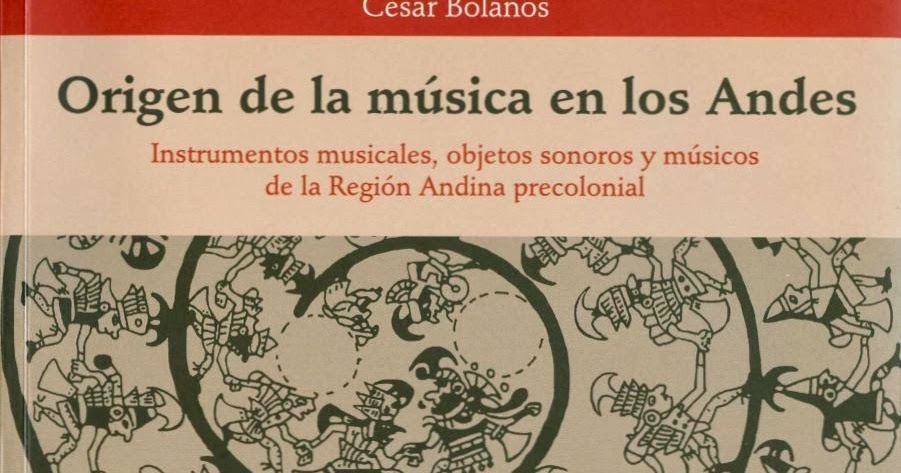 César Bolaños
Origen de la música en los Andes
Instrumentos musicales, objetos sonoros y músicos
de la Región Andina precolonial